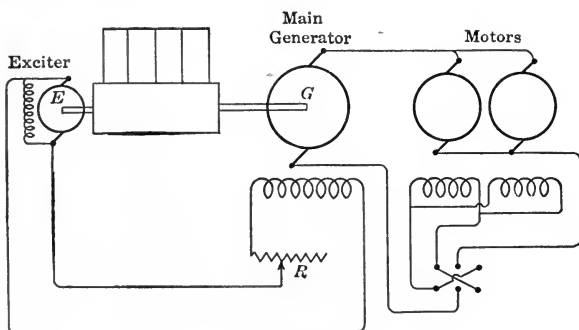 Main
Generator
Motors
Exciter
E
G
R